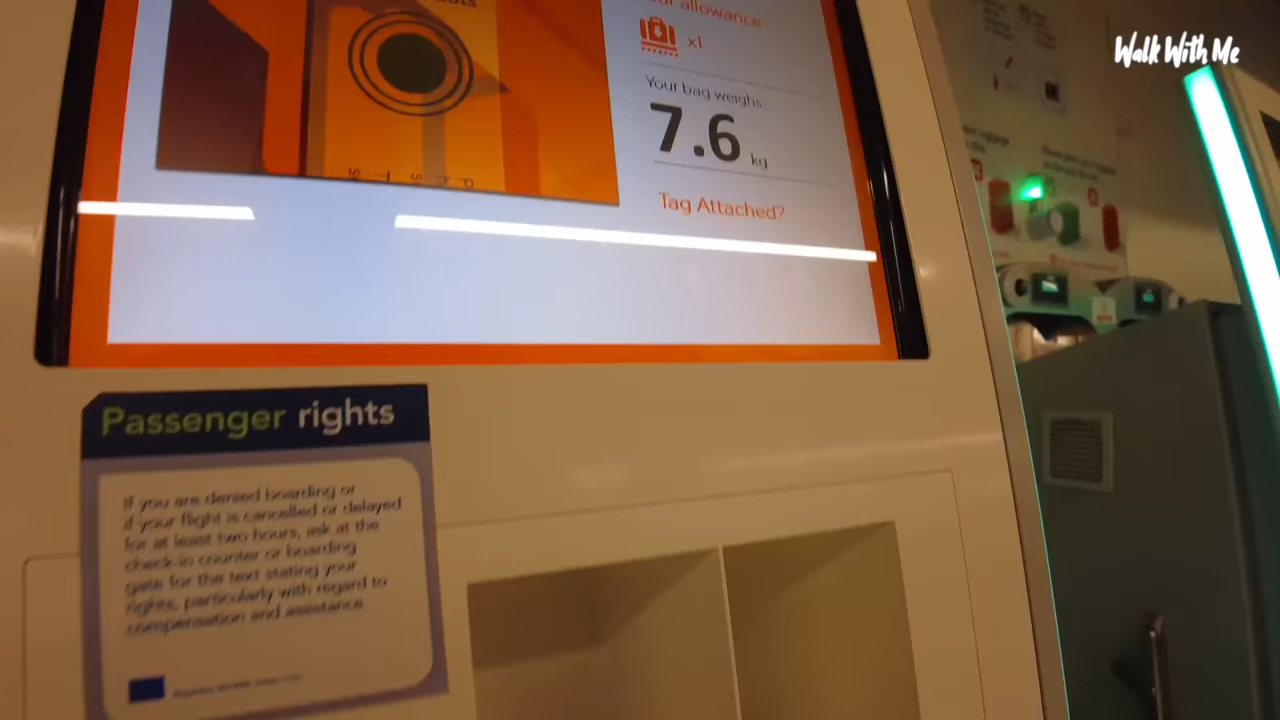 Walk With Me
allowance
x1
Your bag weighs
7.6 kg
Tag Attached?
Passenger rights
If you are denied boarding or
if your flight is cancelled or delayed
for at least two hours, ask at the
check-in counter or boarding
gate for the text stating your
rights, particularly with regard to
compensation and assistance.